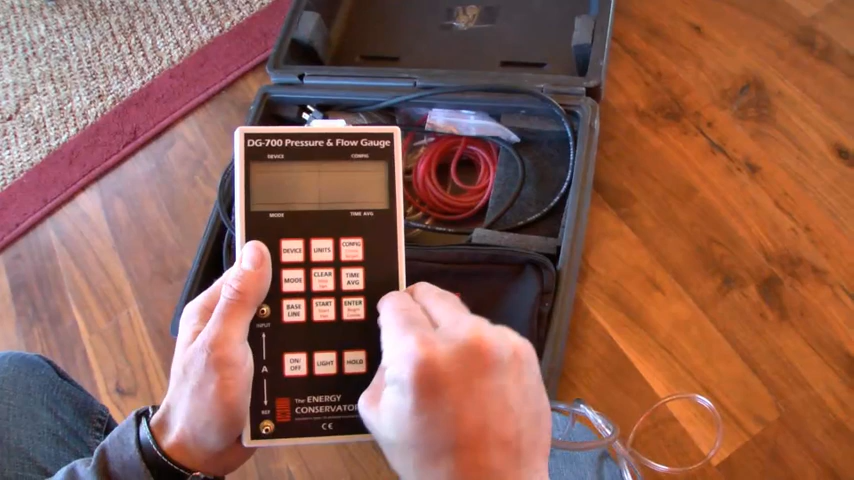 DG-700 Pressure & Flow Gauge
DEVICE CONFIG
MODE TIME AVG
DEVICE UNITS CONFIG
MODE CLEAR TIME AVG
BASE LINE START ENTER
INPUT
A
ON/OFF LIGHT HOLD
REF
The ENERGY
CONSERVATOR
CE